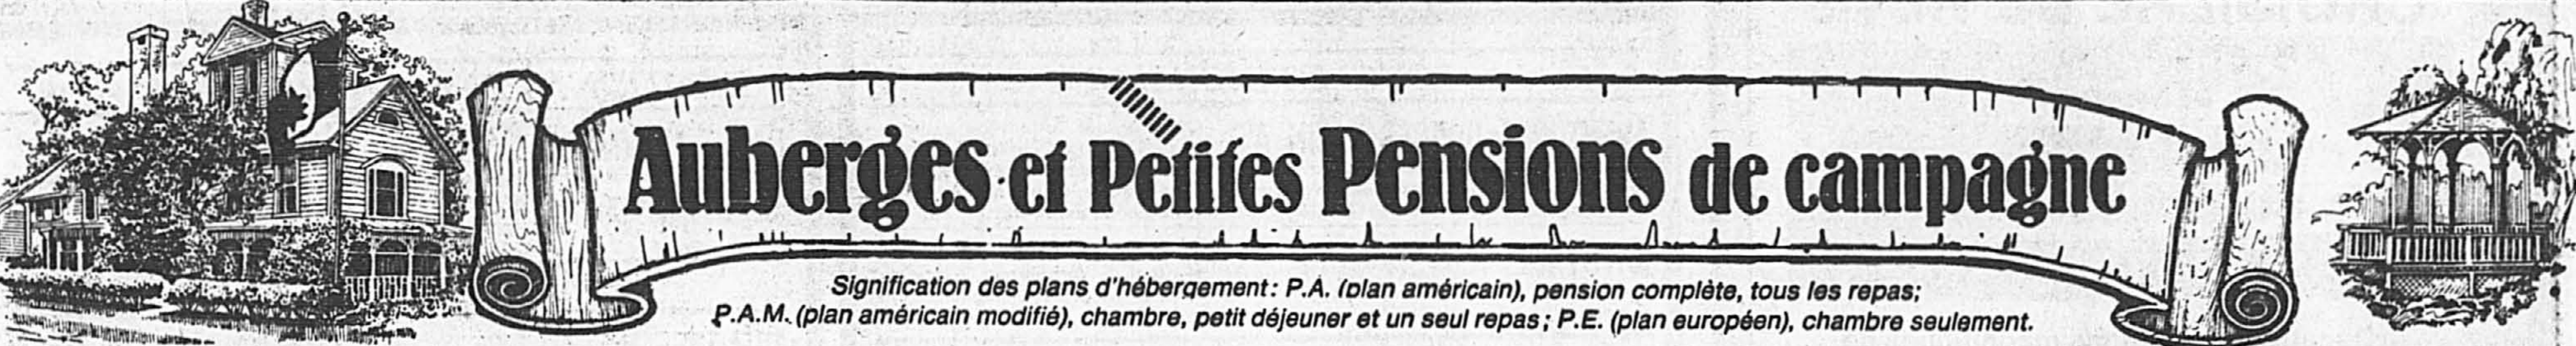 Auberges et Petites Pensions de campagne
Signification des plans d'hébergement: P.A. (plan américain), pension complète, tous les repas;
P.A.M. (plan américain modifié), chambre, petit déjeuner et un seul repas; P.E. (plan européen), chambre seulement.